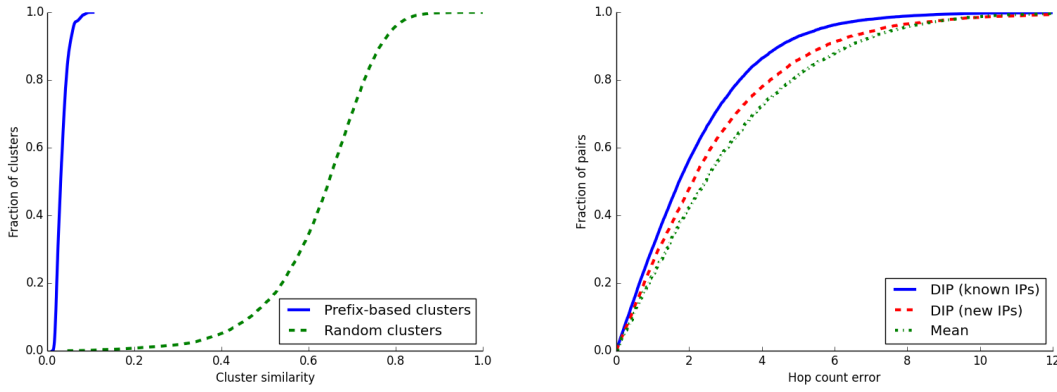 1.0
0.8
0.6
0.4
0.2
0.0
0.0
0.2
0.4
0.6
0.8
1.0
Fraction of clusters
Cluster similarity
Prefix-based clusters
Random clusters
1.0
0.8
0.6
0.4
0.2
0.0
0
2
4
6
8
10
12
Fraction of pairs
Hop count error
DIP (known IPs)
DIP (new IPs)
Mean